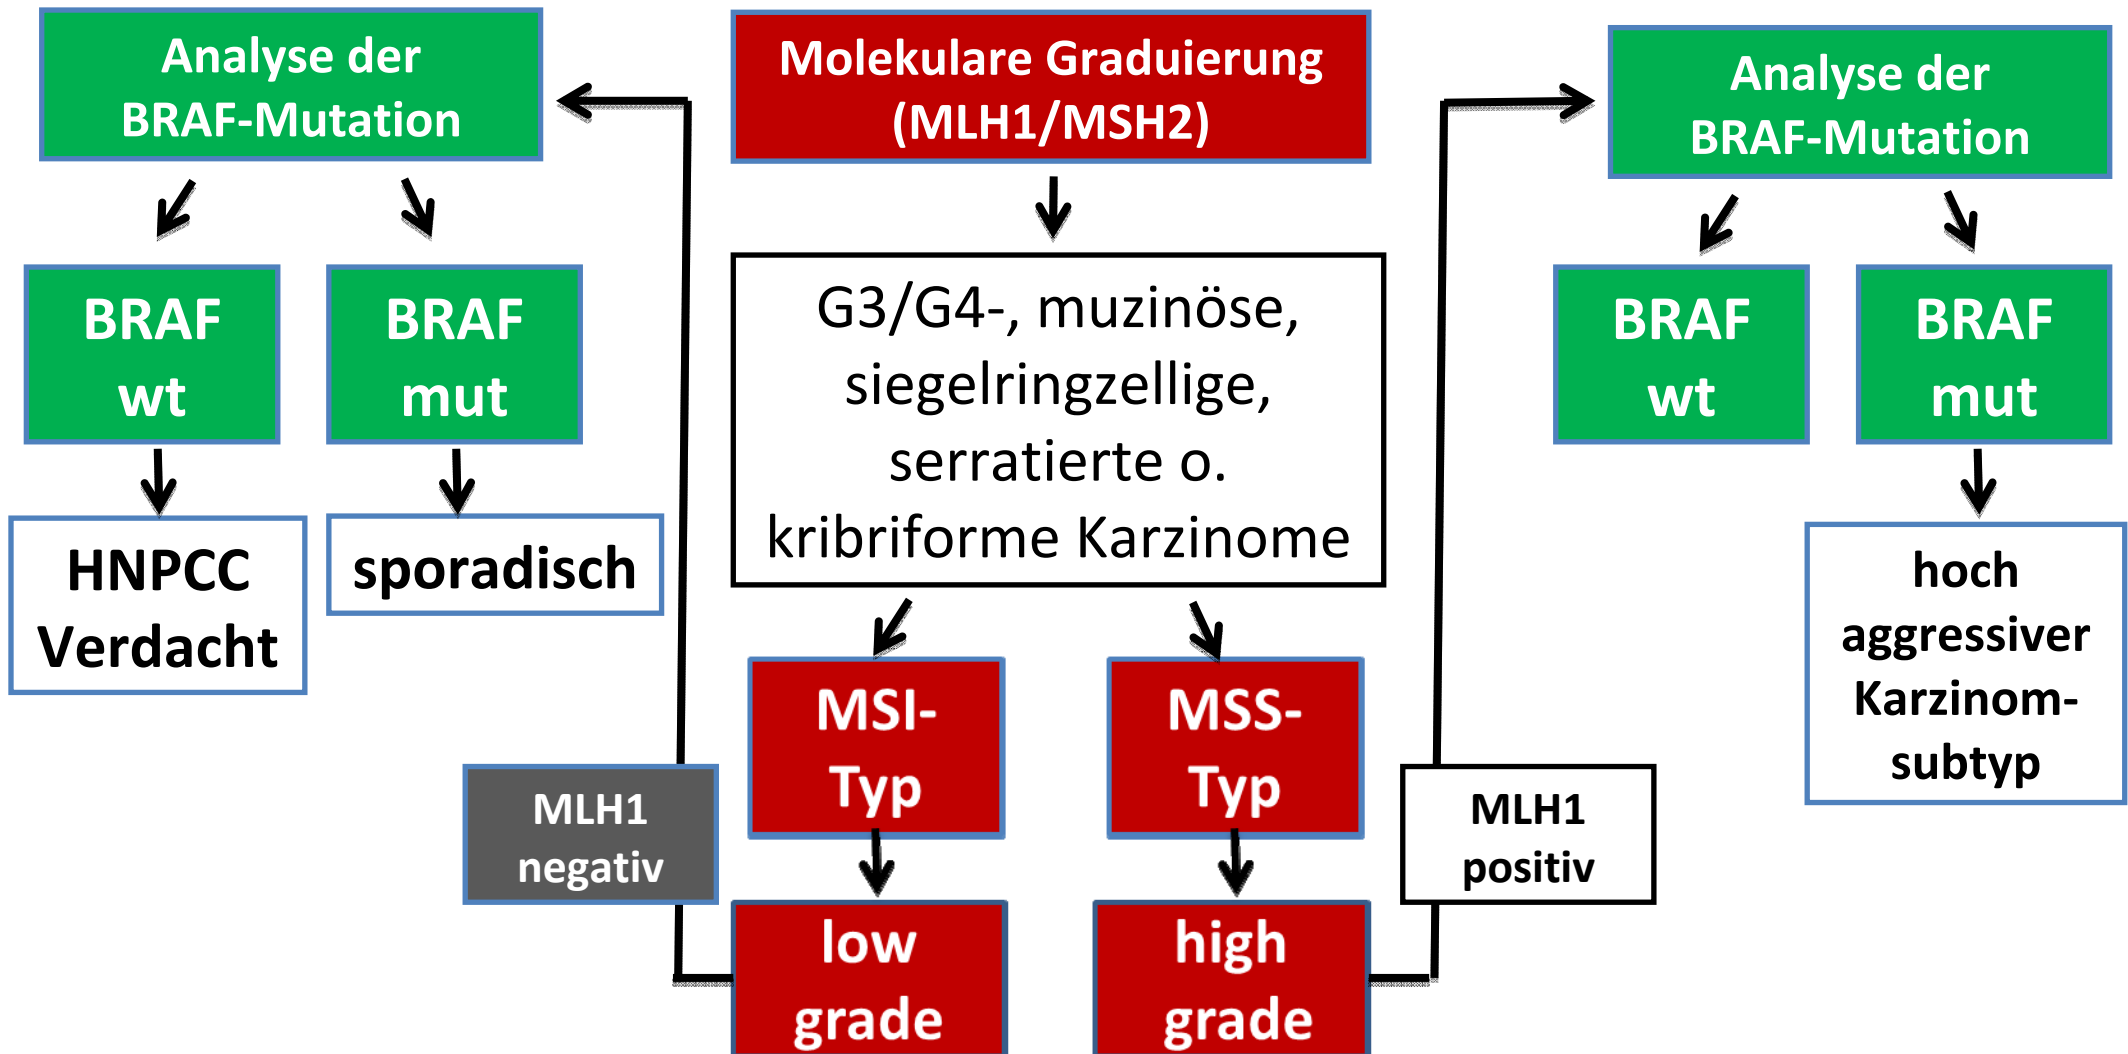 Analyse der
BRAF-Mutation
BRAF
wt
BRAF
mut
HNPCC
Verdacht
sporadisch
Molekulare Graduierung
(MLH1/MSH2)
G3/G4-, muzinöse,
siegelringzellige,
serratierte o.
kribriforme Karzinome
MSI-
Typ
MSS-
Typ
MLH1
negativ
MLH1
positiv
low
grade
high
grade
Analyse der
BRAF-Mutation
BRAF
wt
BRAF
mut
hoch
aggressiver
Karzinom-
subtyp